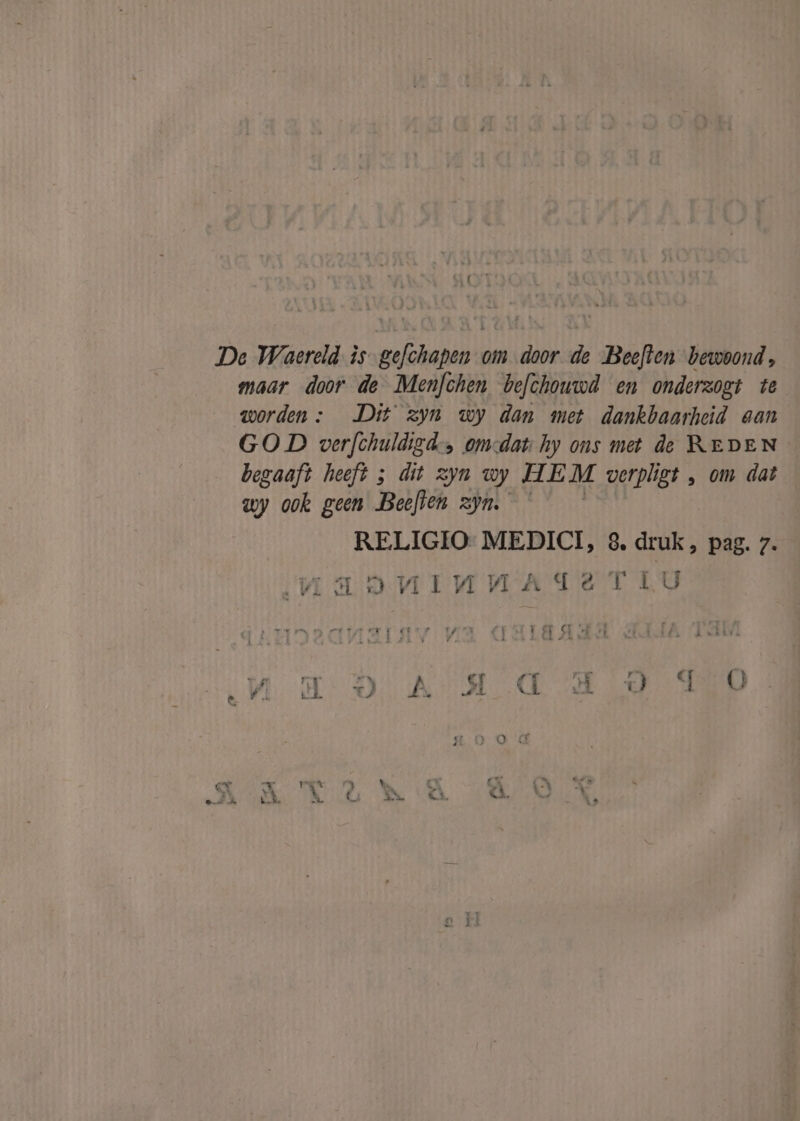 De Waereld is geſchapen om door de Beeſten bewoond,
maar door de Menſchen beſchouwd en onderzogt te
worden: Dit zyn wy dan met dankbaarheid aan
GOD verſchuldigd, om dat hy ons met de REDEN
begaaft heeft; dit zyn wy HEM verpligt, om dat
wy ook geen Beeſten zyn.
RELIGIO MEDICI, 8. druk, pag. 7.